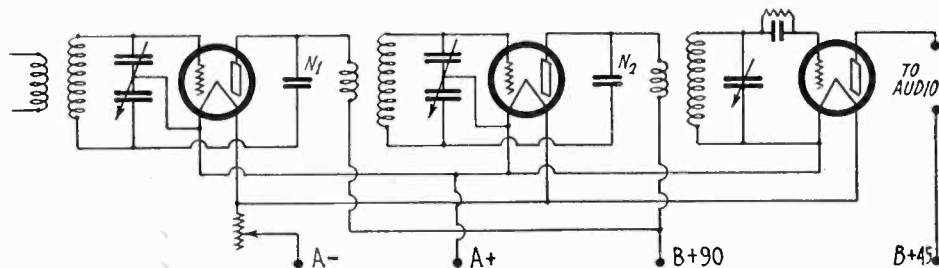 N1
N2
TO
AUDIO
A-
A+
B+90
B+45